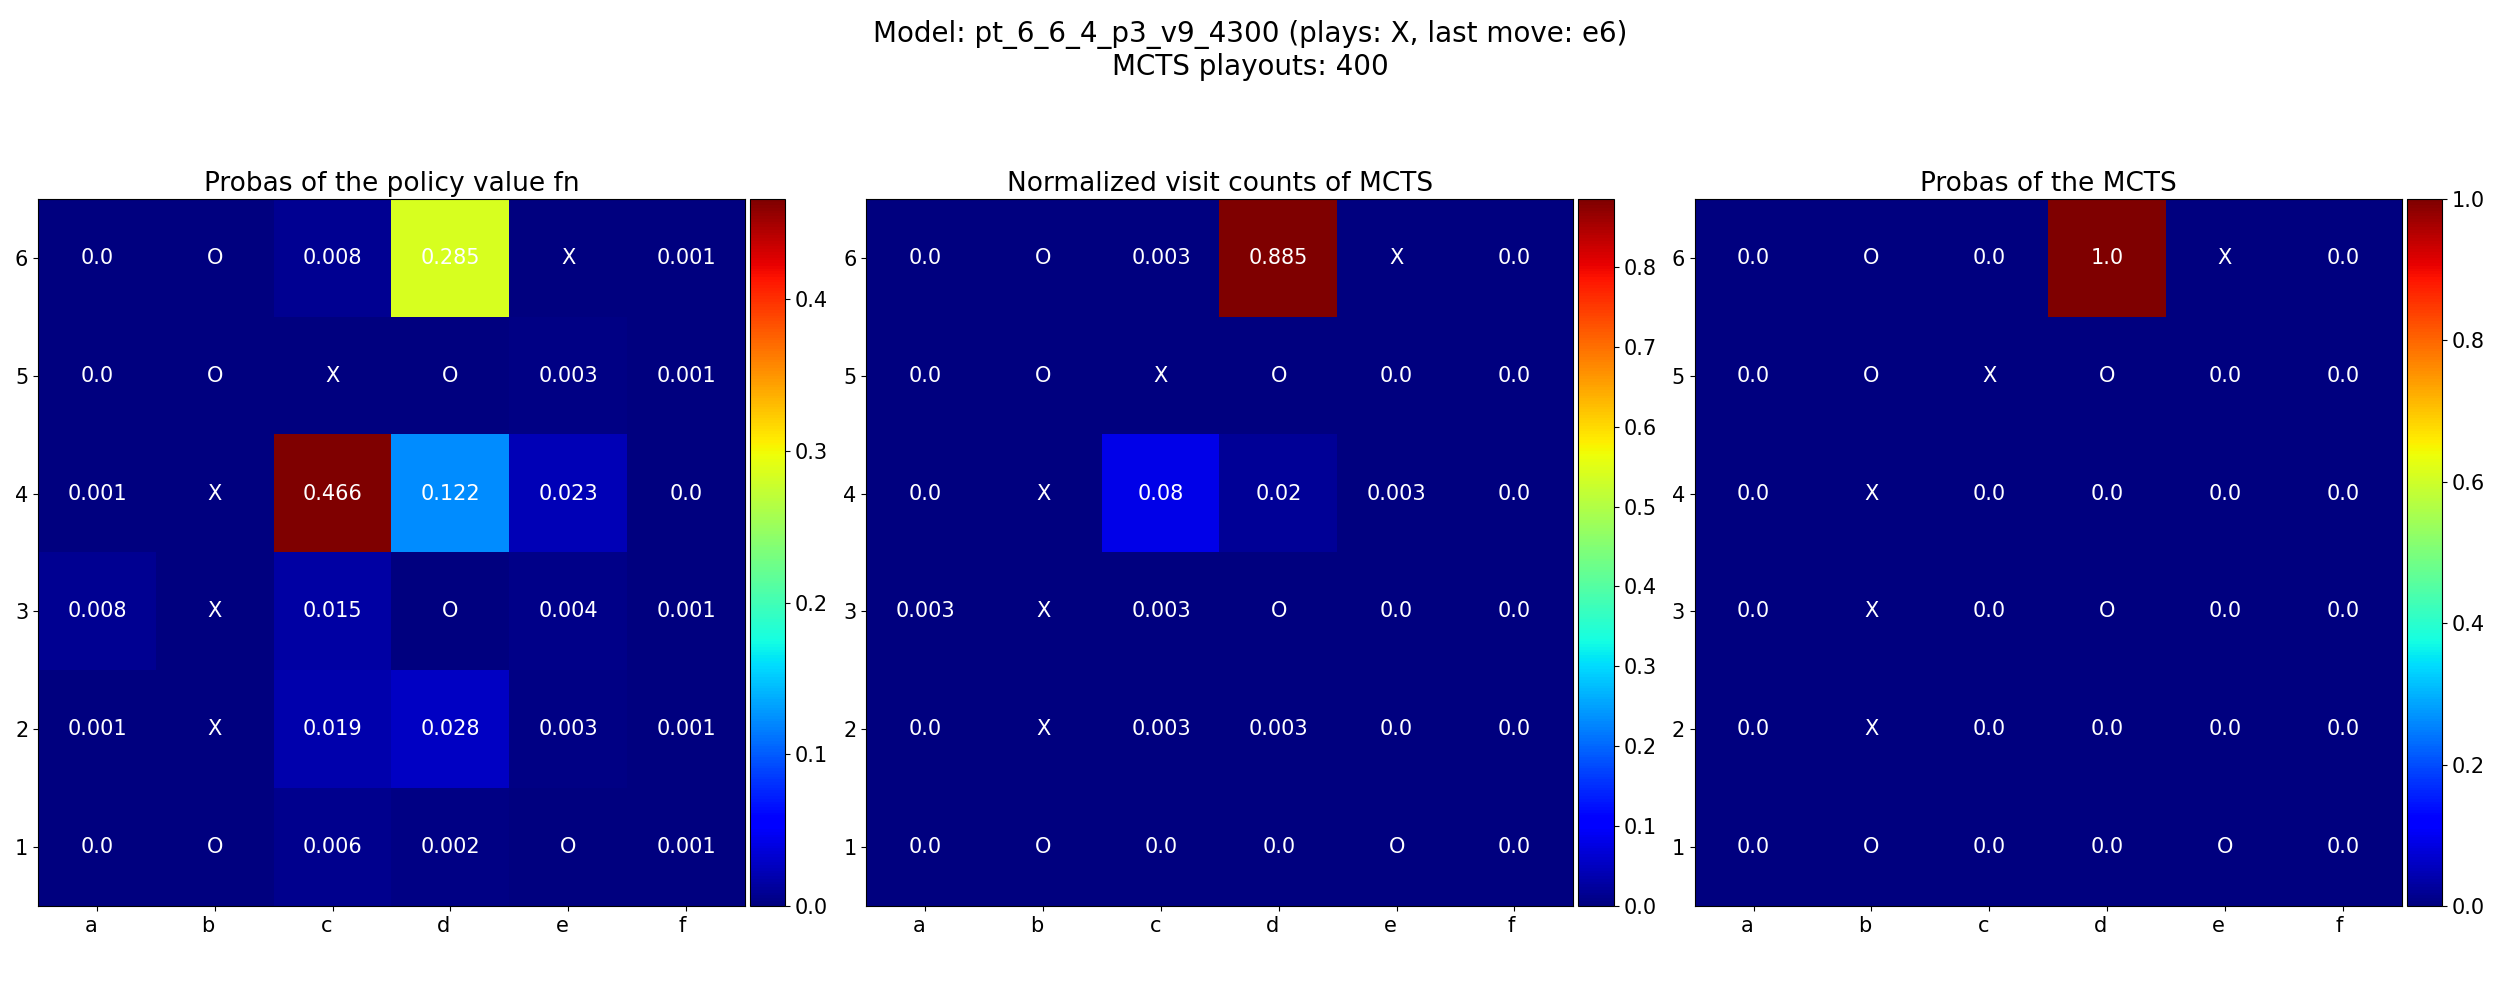 Model: pt_6_6_4_p3_v9_4300 (plays: X, last move: e6)
MCTS playouts: 400
Probas of the policy value fn
6 0.0 O 0.008 0.285 X 0.001
5 0.0 O X O 0.003 0.001
4 0.001 X 0.466 0.122 0.023 0.0
3 0.008 X 0.015 O 0.004 0.001
2 0.001 X 0.019 0.028 0.003 0.001
1 0.0 O 0.006 0.002 O 0.001
a b c d e f
0.4
0.3
0.2
0.1
0.0
Normalized visit counts of MCTS
6 0.0 O 0.003 0.885 X 0.0
5 0.0 O X O 0.0 0.0
4 0.0 X 0.08 0.02 0.003 0.0
3 0.003 X 0.003 O 0.0 0.0
2 0.0 X 0.003 0.003 0.0 0.0
1 0.0 O 0.0 0.0 O 0.0
a b c d e f
0.8
0.7
0.6
0.5
0.4
0.3
0.2
0.1
0.0
Probas of the MCTS
6 0.0 O 0.0 1.0 X 0.0
5 0.0 O X O 0.0 0.0
4 0.0 X 0.0 0.0 0.0 0.0
3 0.0 X 0.0 O 0.0 0.0
2 0.0 X 0.0 0.0 0.0 0.0
1 0.0 O 0.0 0.0 O 0.0
a b c d e f
1.0
0.8
0.6
0.4
0.2
0.0